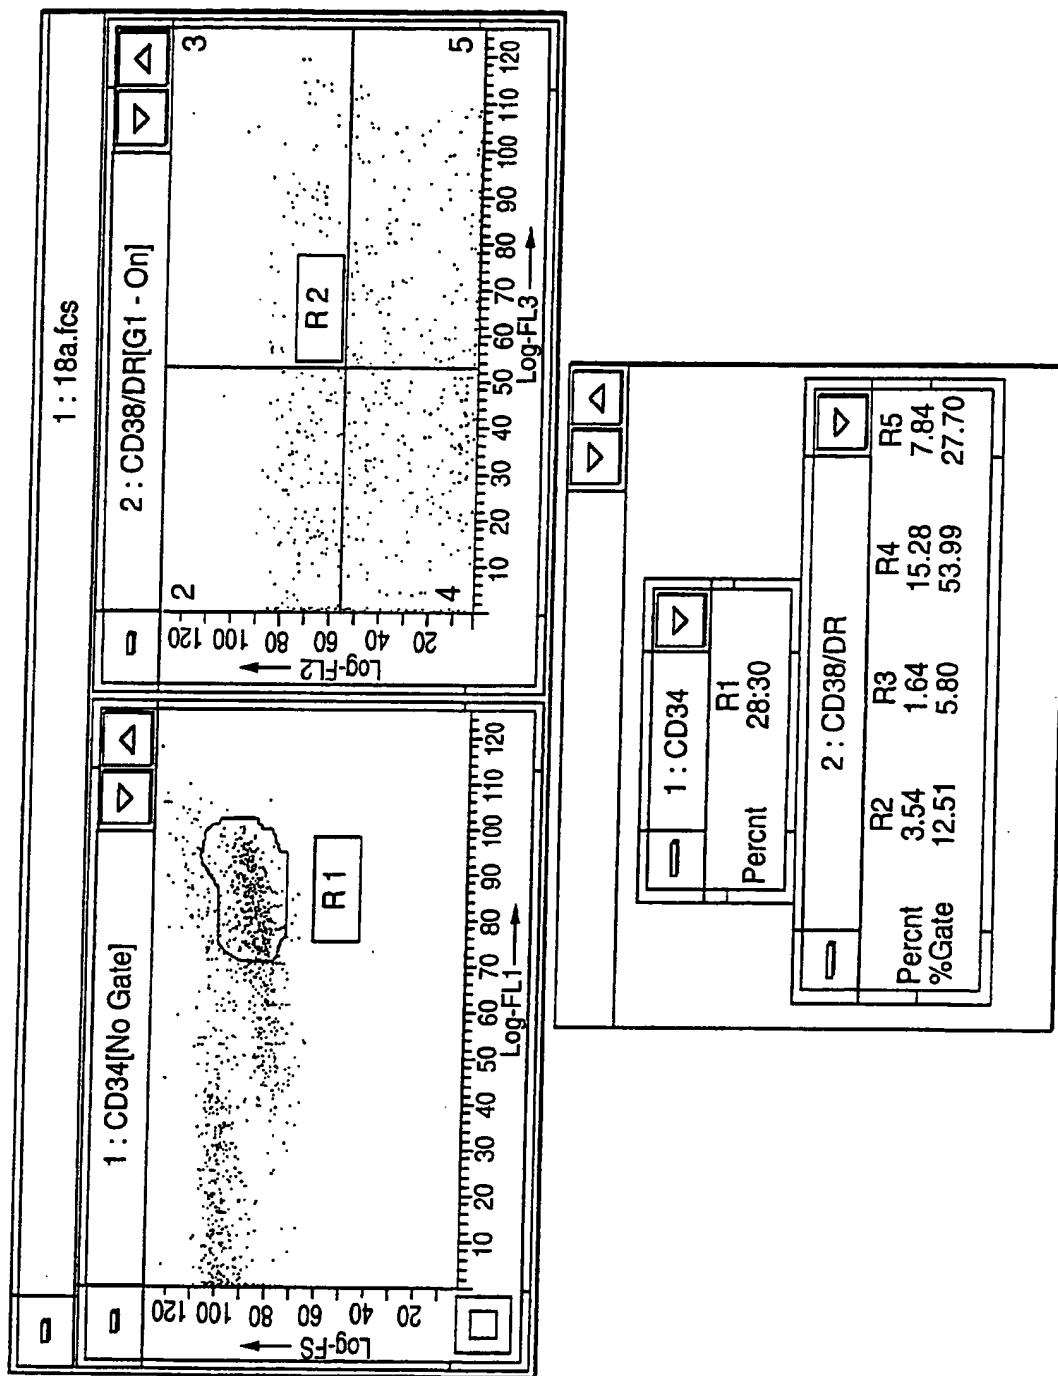 1 : 18a.fcs
1 : CD34[No Gate]
Log-FS
120 100 80 60 40 20
R1
10 20 30 40 50 60 70 80 90 100 110 120
Log-FL1
2 : CD38/DR[G1 - On]
Log-FL2
120 100 80 60 40 20
2
3
4
5
R2
10 20 30 40 50 60 70 80 90 100 110 120
Log-FL3
1 : CD34
R1
Percnt 28:30
2 : CD38/DR
R2 R3 R4 R5
Percnt 3.54 1.64 15.28 7.84
%Gate 12.51 5.80 53.99 27.70